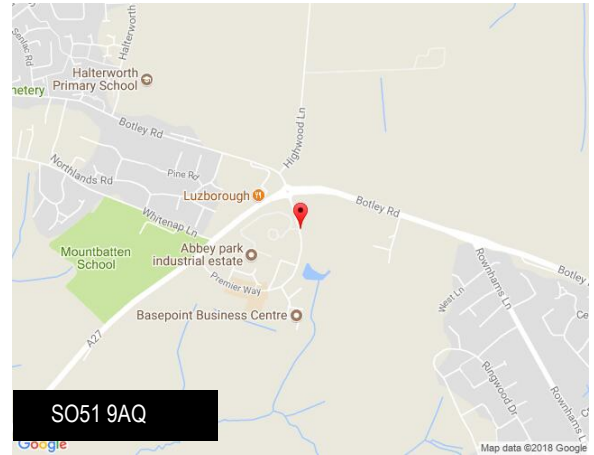 Senlac Rd
Halterworth
Halterworth
Primary School
metery
Botley Rd
Highwood Ln
Northlands Rd
Pine Rd
Luzborough
Botley Rd
Whitenap Ln
Mountbatten
School
Abbey park
industrial estate
Premier Way
Rownhams Ln
Botley
West Ln
Ce
Basepoint Business Centre
A27
Ringwood Dr
Rownhams L
SO51 9AQ
Google
Map data ©2018 Google